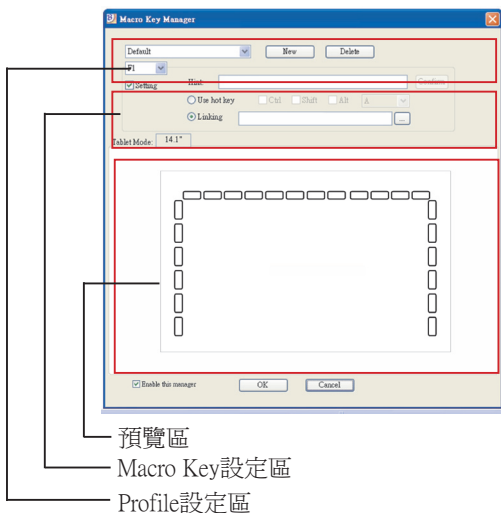 Macro Key Manager
Default New Delete
F1
Setting Hint: Confirm
Use hot key Ctrl Shift Alt A
Linking ...
Tablet Mode: 14.1"
Enable this manager OK Cancel
預覽區
Macro Key設定區
Profile設定區